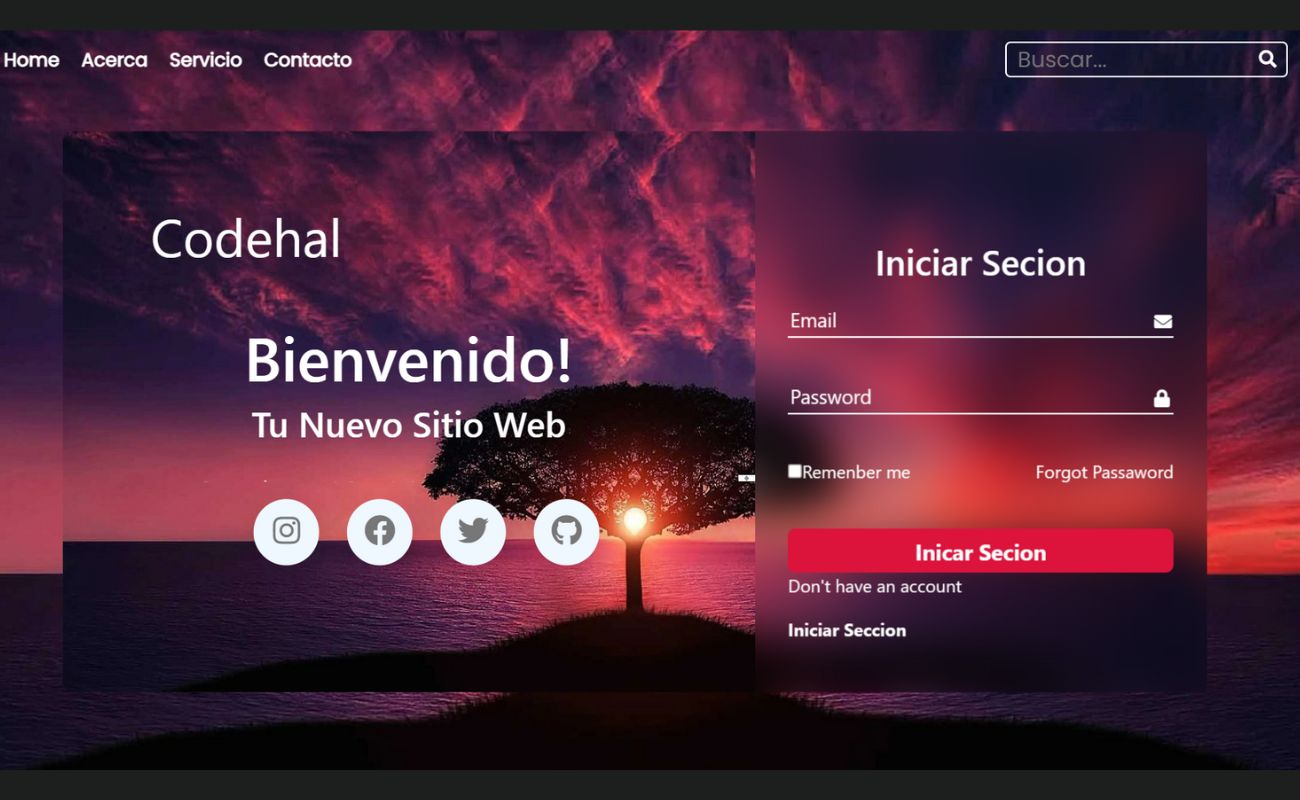 Home Acerca Servicio Contacto
Buscar...
Codehal
Bienvenido!
Tu Nuevo Sitio Web
Iniciar Secion
Email
Password
Remenber me Forgot Passaword
Inicar Secion
Don't have an account
Iniciar Seccion